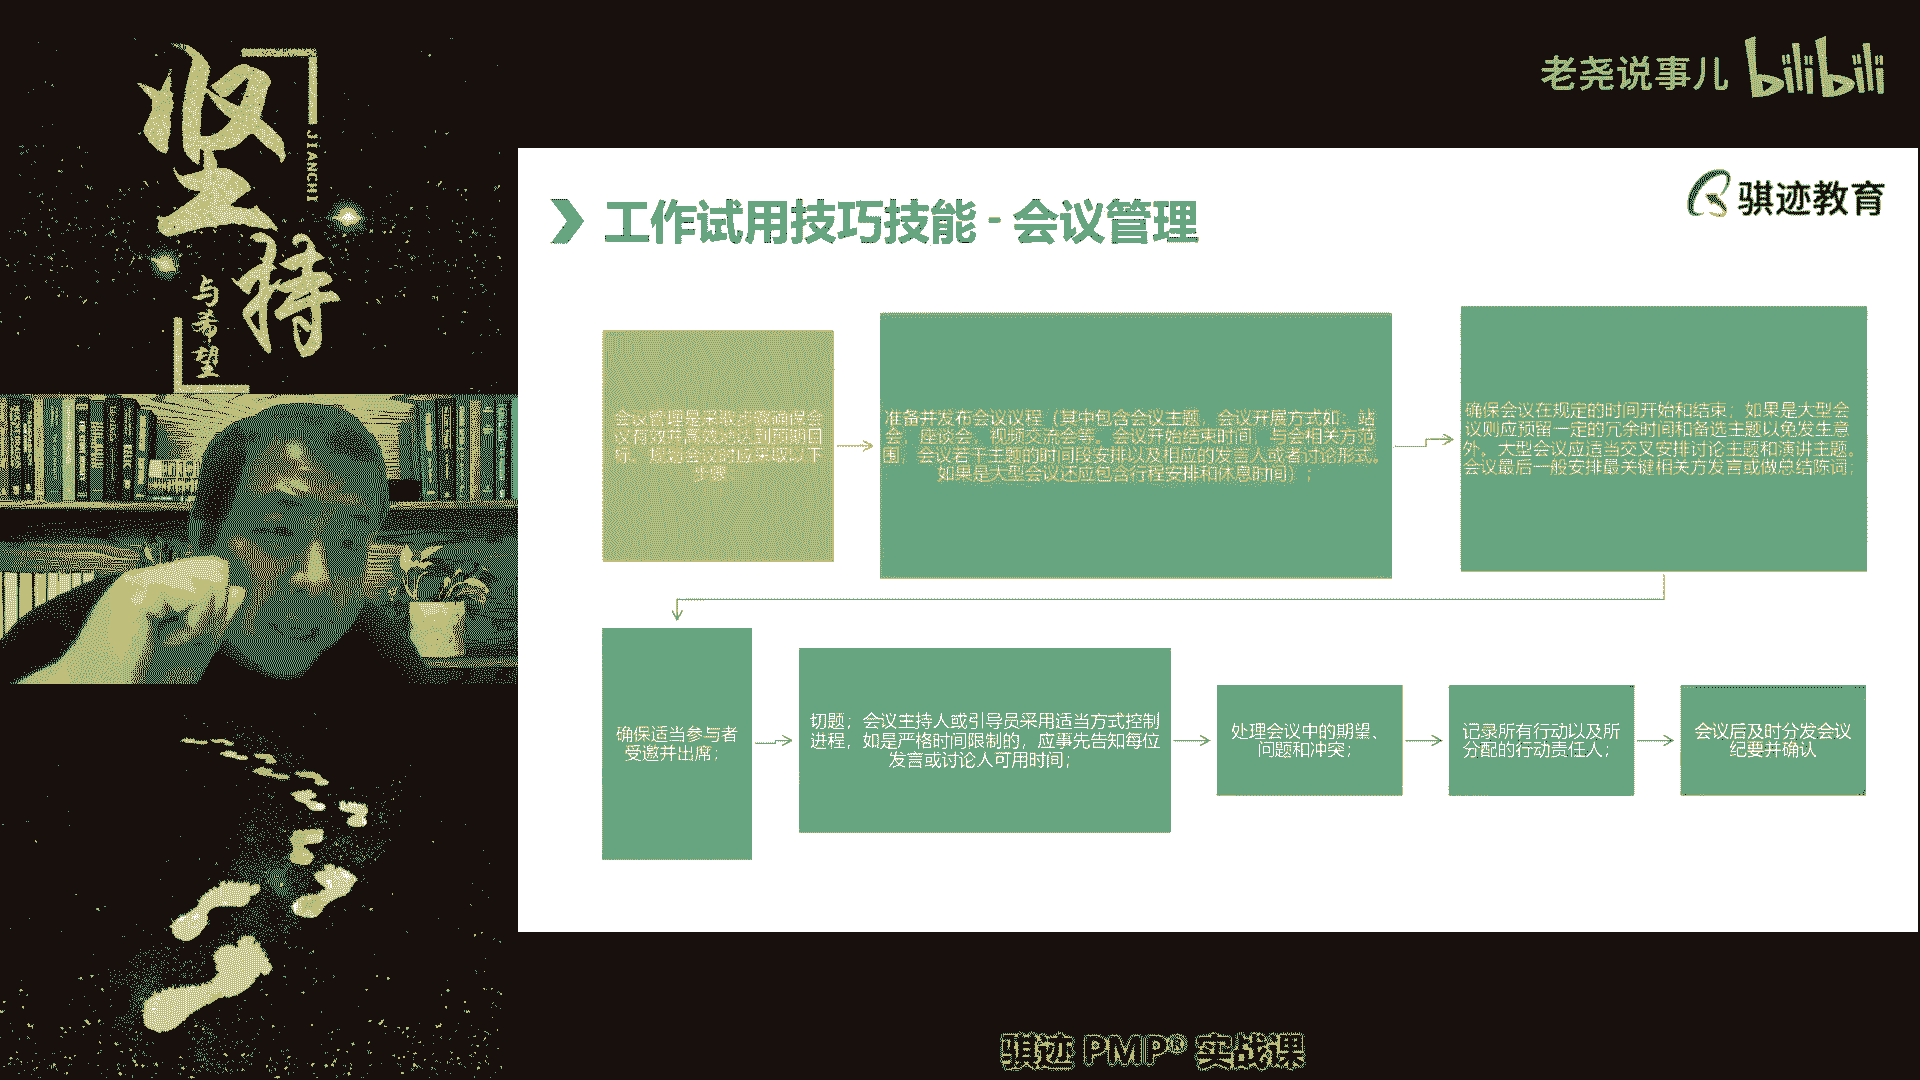 坚
JIANCHI
持
与希望
老尧说事儿 bilibili
骐迹教育
工作试用技巧技能 - 会议管理
会议管理是采取步骤确保会
议有效并高效地达到预期目
标。规划会议时应采取以下
步骤
准备并发布会议议程（其中包含会议主题，会议开展方式如：站
会，座谈会，视频交流会等。会议开始结束时间，与会相关方范
围，会议若干主题的时间段安排以及相应的发言人或者讨论形式。
如果是大型会议还应包含行程安排和休息时间）；
确保会议在规定的时间开始和结束；如果是大型会
议则应预留一定的冗余时间和备选主题以免发生意
外。大型会议应适当交叉安排讨论主题和演讲主题。
会议最后一般安排最关键相关方发言或做总结陈词；
确保适当参与者
受邀并出席；
切题；会议主持人或引导员采用适当方式控制
进程，如是严格时间限制的，应事先告知每位
发言或讨论人可用时间；
处理会议中的期望、
问题和冲突；
记录所有行动以及所
分配的行动责任人；
会议后及时分发会议
纪要并确认
骐迹 PMP® 实战课